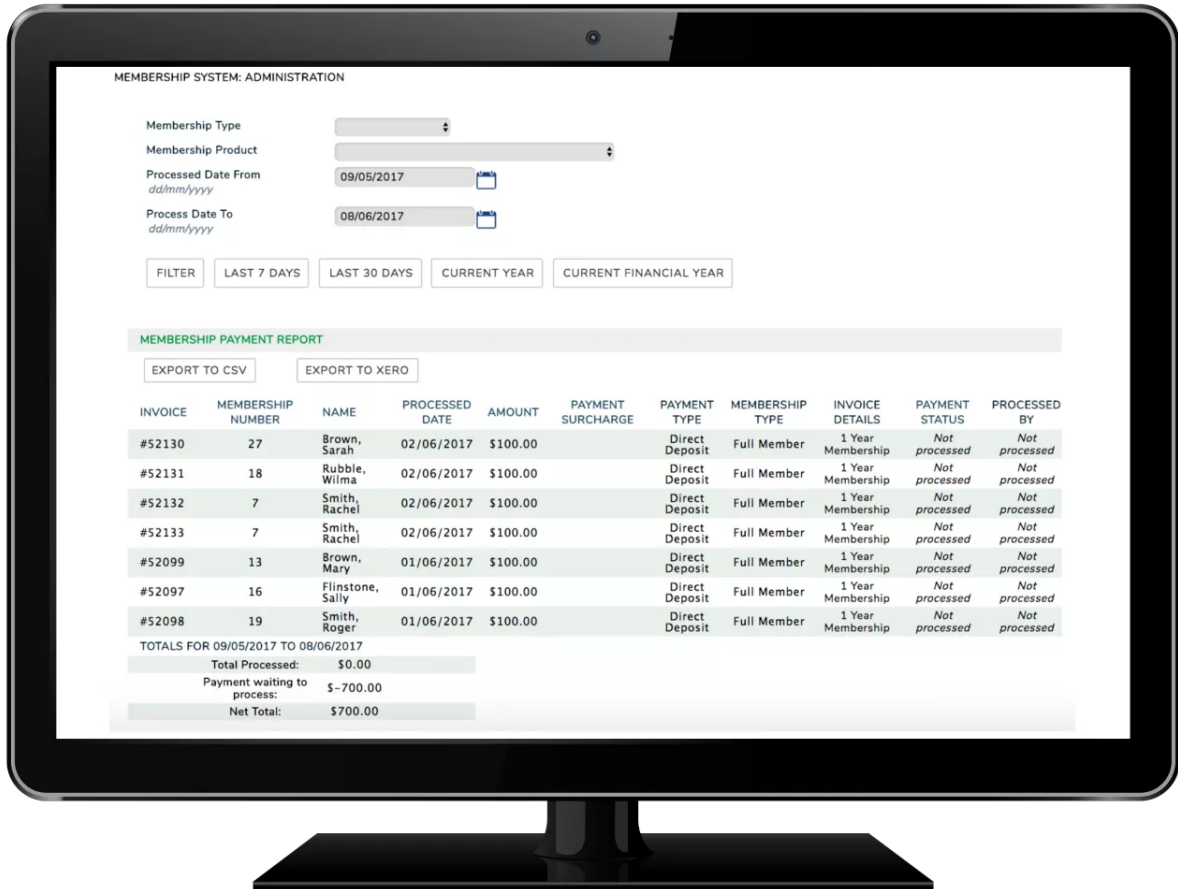 MEMBERSHIP SYSTEM: ADMINISTRATION
Membership Type
Membership Product
Processed Date From 09/05/2017
dd/mm/yyyy
Process Date To 08/06/2017
dd/mm/yyyy
FILTER LAST 7 DAYS LAST 30 DAYS CURRENT YEAR CURRENT FINANCIAL YEAR
MEMBERSHIP PAYMENT REPORT
EXPORT TO CSV EXPORT TO XERO
INVOICE MEMBERSHIP NUMBER NAME PROCESSED DATE AMOUNT PAYMENT SURCHARGE PAYMENT TYPE MEMBERSHIP TYPE INVOICE DETAILS PAYMENT STATUS PROCESSED BY
#52130 27 Brown, Sarah 02/06/2017 $100.00 Direct Deposit Full Member 1 Year Membership Not processed Not processed
#52131 18 Rubble, Wilma 02/06/2017 $100.00 Direct Deposit Full Member 1 Year Membership Not processed Not processed
#52132 7 Smith, Rachel 02/06/2017 $100.00 Direct Deposit Full Member 1 Year Membership Not processed Not processed
#52133 7 Smith, Rachel 02/06/2017 $100.00 Direct Deposit Full Member 1 Year Membership Not processed Not processed
#52099 13 Brown, Mary 01/06/2017 $100.00 Direct Deposit Full Member 1 Year Membership Not processed Not processed
#52097 16 Flinstone, Sally 01/06/2017 $100.00 Direct Deposit Full Member 1 Year Membership Not processed Not processed
#52098 19 Smith, Roger 01/06/2017 $100.00 Direct Deposit Full Member 1 Year Membership Not processed Not processed
TOTALS FOR 09/05/2017 TO 08/06/2017
Total Processed: $0.00
Payment waiting to process: $-700.00
Net Total: $700.00